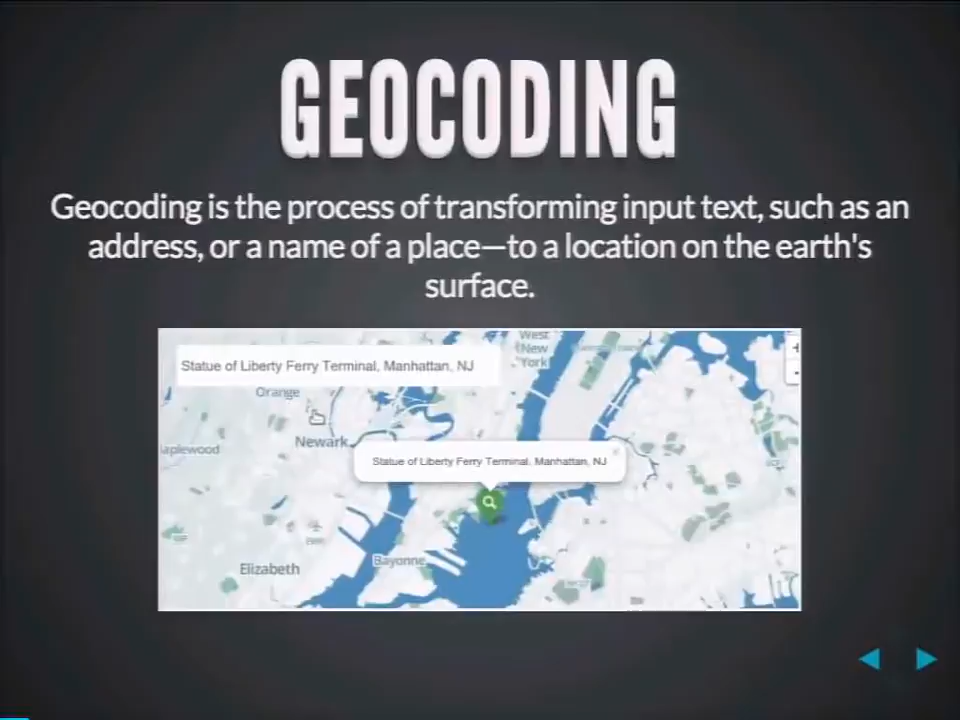 GEOCODING
Geocoding is the process of transforming input text, such as an
address, or a name of a place—to a location on the earth's
surface.
West
New
York
Statue of Liberty Ferry Terminal, Manhattan, NJ
Orange
Newark
aplewood
Statue of Liberty Ferry Terminal, Manhattan, NJ
Elizabeth
Bayonne